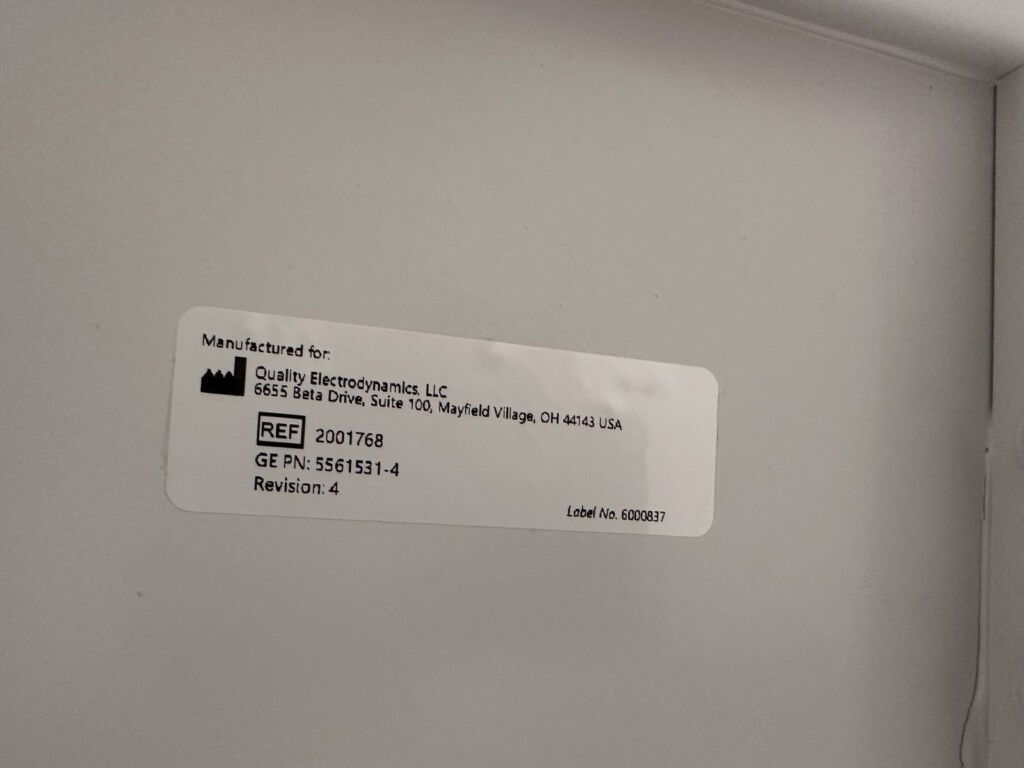 Manufactured for:
Quality Electrodynamics, LLC
6655 Beta Drive, Suite 100, Mayfield Village, OH 44143 USA
REF 2001768
GE PN: 5561531-4
Revision: 4
Label No. 6000837